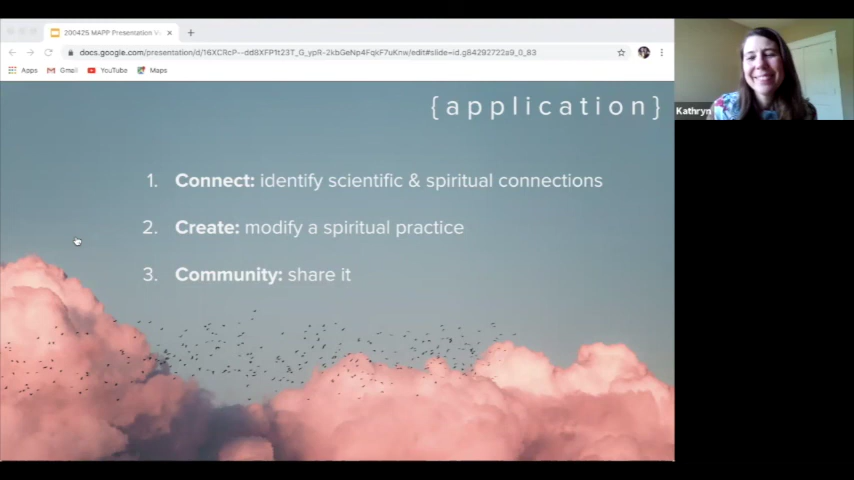 200425 MAPP Presentation V
docs.google.com/presentation/d/16XCRcP--dd8XFP1t23T_G_ypR-2kbGeNp4FqkF7uKnw/edit#slide=id.g84292722a9_0_83
Apps Gmail YouTube Maps
Kathryn
{application}
1. Connect: identify scientific & spiritual connections
2. Create: modify a spiritual practice
3. Community: share it